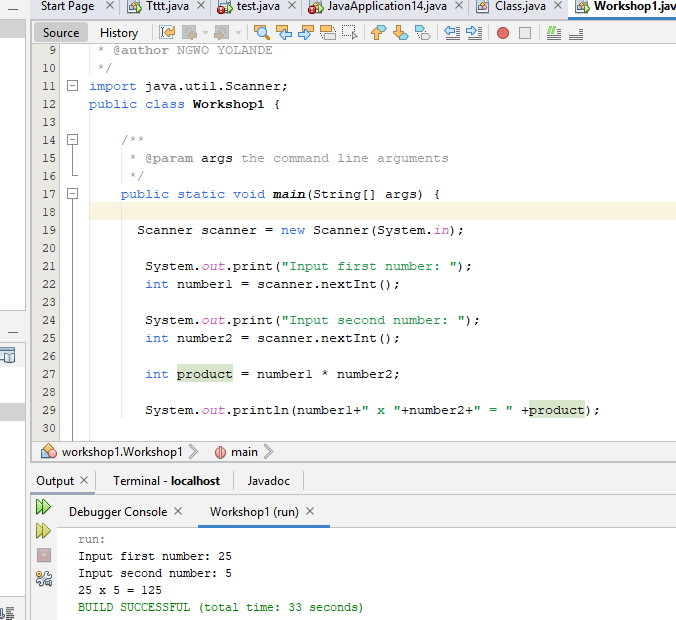 Start Page
Tttt.java
test.java
JavaApplication14.java
Class.java
Workshop1.jav
Source
History
9 * @author NGWO YOLANDE
10 */
11 import java.util.Scanner;
12 public class Workshop1 {
13
14 /**
15 * @param args the command line arguments
16 */
17 public static void main(String[] args) {
18
19 Scanner scanner = new Scanner(System.in);
20
21 System.out.print("Input first number: ");
22 int number1 = scanner.nextInt();
23
24 System.out.print("Input second number: ");
25 int number2 = scanner.nextInt();
26
27 int product = number1 * number2;
28
29 System.out.println(number1+" x "+number2+" = " +product);
30
workshop1.Workshop1
main
Output
Terminal - localhost
Javadoc
Debugger Console
Workshop1 (run)
run:
Input first number: 25
Input second number: 5
25 x 5 = 125
BUILD SUCCESSFUL (total time: 33 seconds)